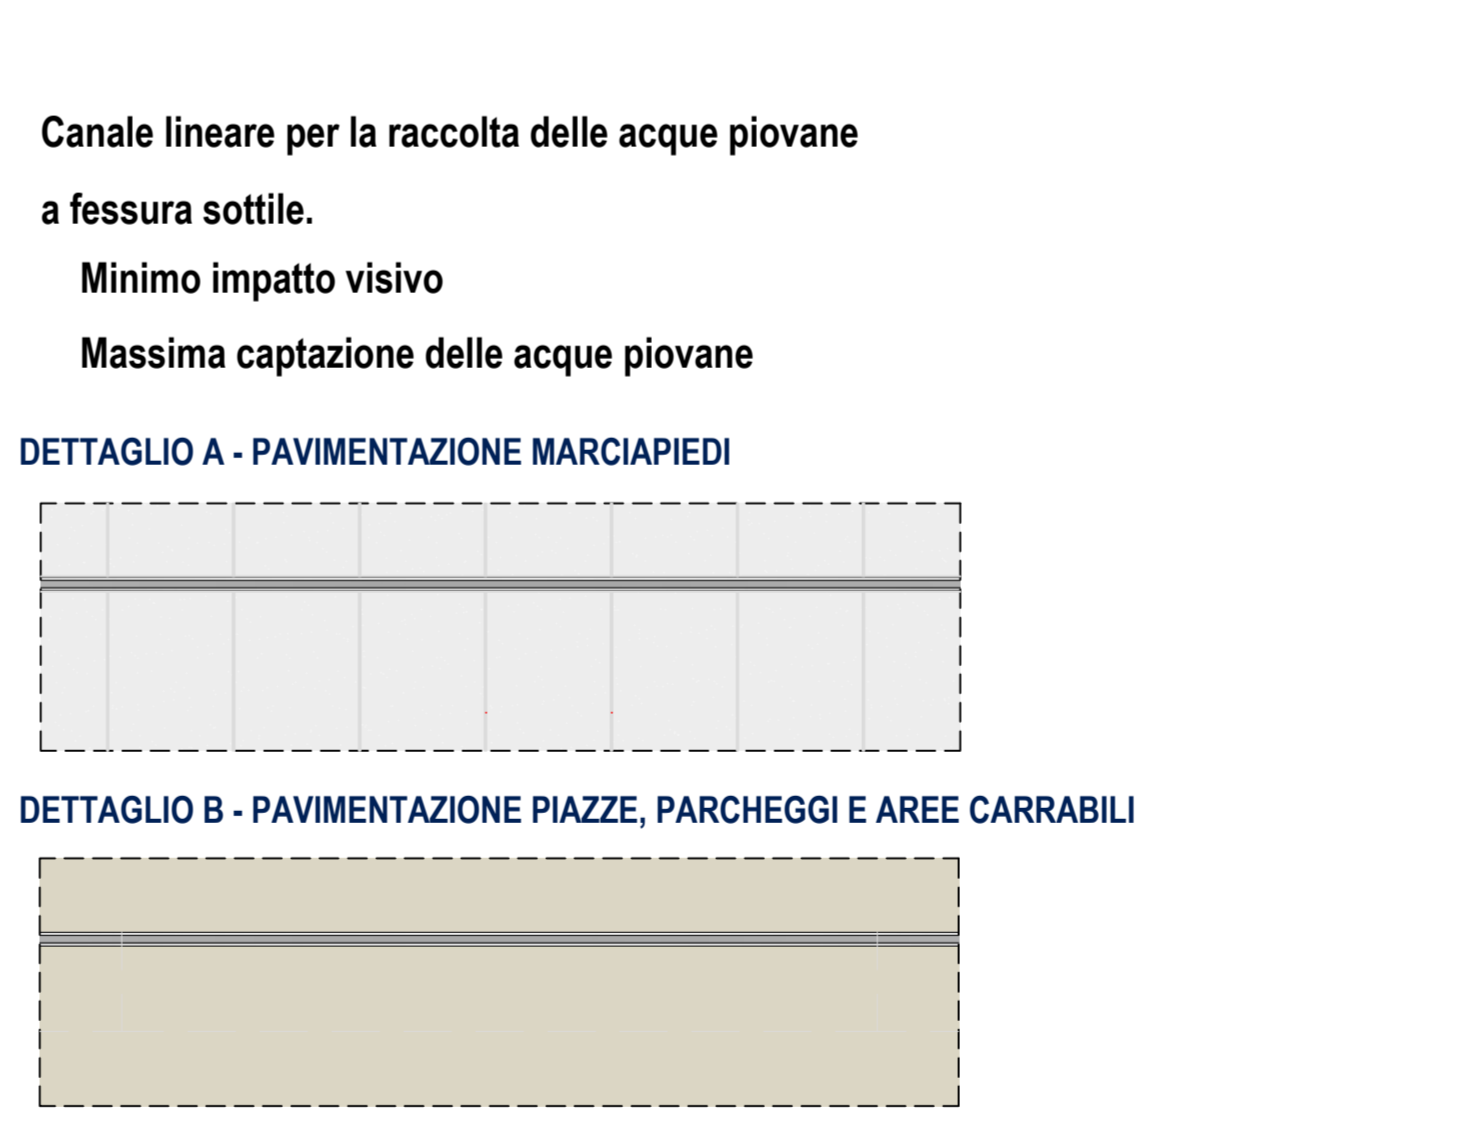 Canale lineare per la raccolta delle acque piovane
a fessura sottile.
Minimo impatto visivo
Massima captazione delle acque piovane
DETTAGLIO A - PAVIMENTAZIONE MARCIAPIEDI
DETTAGLIO B - PAVIMENTAZIONE PIAZZE, PARCHEGGI E AREE CARRABILI